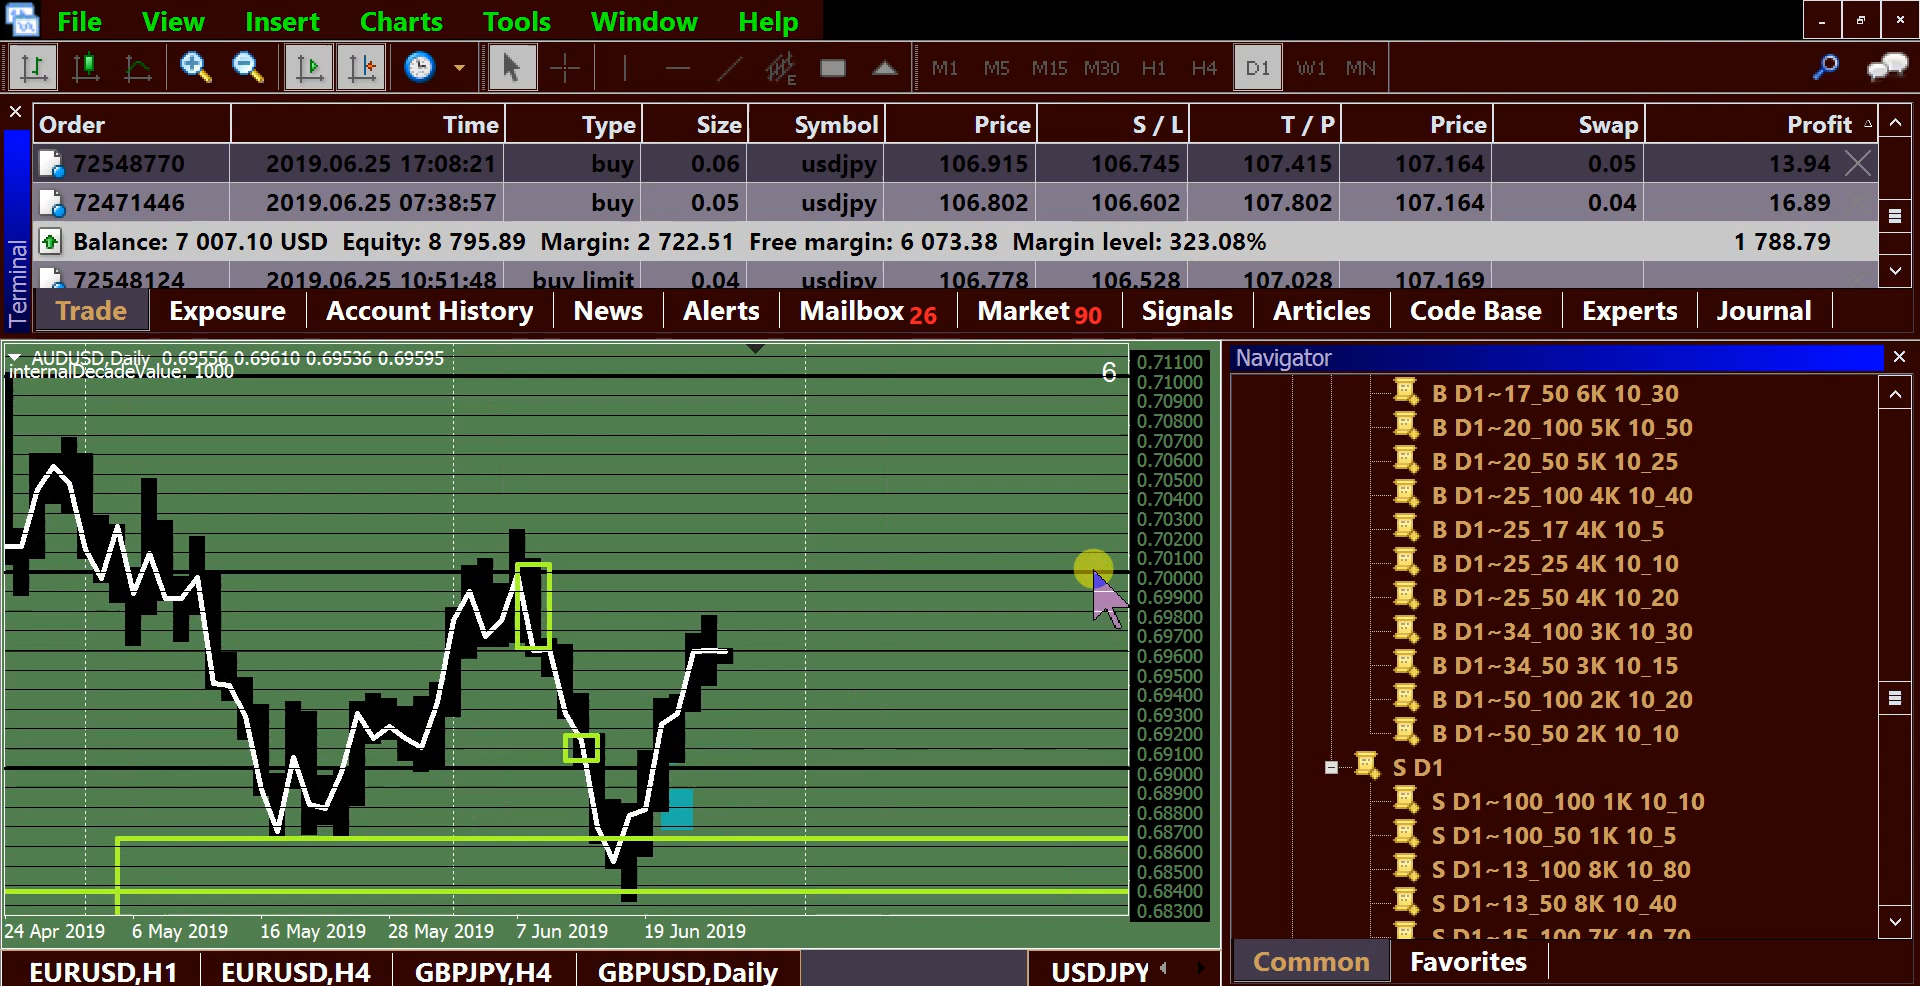 File View Insert Charts Tools Window Help
E M1 M5 M15 M30 H1 H4 D1 W1 MN
Order Time Type Size Symbol Price S / L T / P Price Swap Profit
72548770 2019.06.25 17:08:21 buy 0.06 usdjpy 106.915 106.745 107.415 107.164 0.05 13.94
72471446 2019.06.25 07:38:57 buy 0.05 usdjpy 106.802 106.602 107.802 107.164 0.04 16.89
Balance: 7 007.10 USD Equity: 8 795.89 Margin: 2 722.51 Free margin: 6 073.38 Margin level: 323.08% 1 788.79
72548124 2019.06.25 10:51:48 buy limit 0.04 usdjpy 106.778 106.528 107.028 107.169
Terminal
Trade Exposure Account History News Alerts Mailbox 26 Market 90 Signals Articles Code Base Experts Journal
AUDUSD,Daily 0.69556 0.69610 0.69536 0.69595
internalDecadeValue: 1000
6
0.71100
0.71000
0.70900
0.70800
0.70700
0.70600
0.70500
0.70400
0.70300
0.70200
0.70100
0.70000
0.69900
0.69800
0.69700
0.69600
0.69500
0.69400
0.69300
0.69200
0.69100
0.69000
0.68900
0.68800
0.68700
0.68600
0.68500
0.68400
0.68300
24 Apr 2019 6 May 2019 16 May 2019 28 May 2019 7 Jun 2019 19 Jun 2019
EURUSD,H1 EURUSD,H4 GBPJPY,H4 GBPUSD,Daily USDJPY
Navigator
B D1~17_50 6K 10_30
B D1~20_100 5K 10_50
B D1~20_50 5K 10_25
B D1~25_100 4K 10_40
B D1~25_17 4K 10_5
B D1~25_25 4K 10_10
B D1~25_50 4K 10_20
B D1~34_100 3K 10_30
B D1~34_50 3K 10_15
B D1~50_100 2K 10_20
B D1~50_50 2K 10_10
S D1
S D1~100_100 1K 10_10
S D1~100_50 1K 10_5
S D1~13_100 8K 10_80
S D1~13_50 8K 10_40
S D1~15_100 7K 10_70
Common Favorites